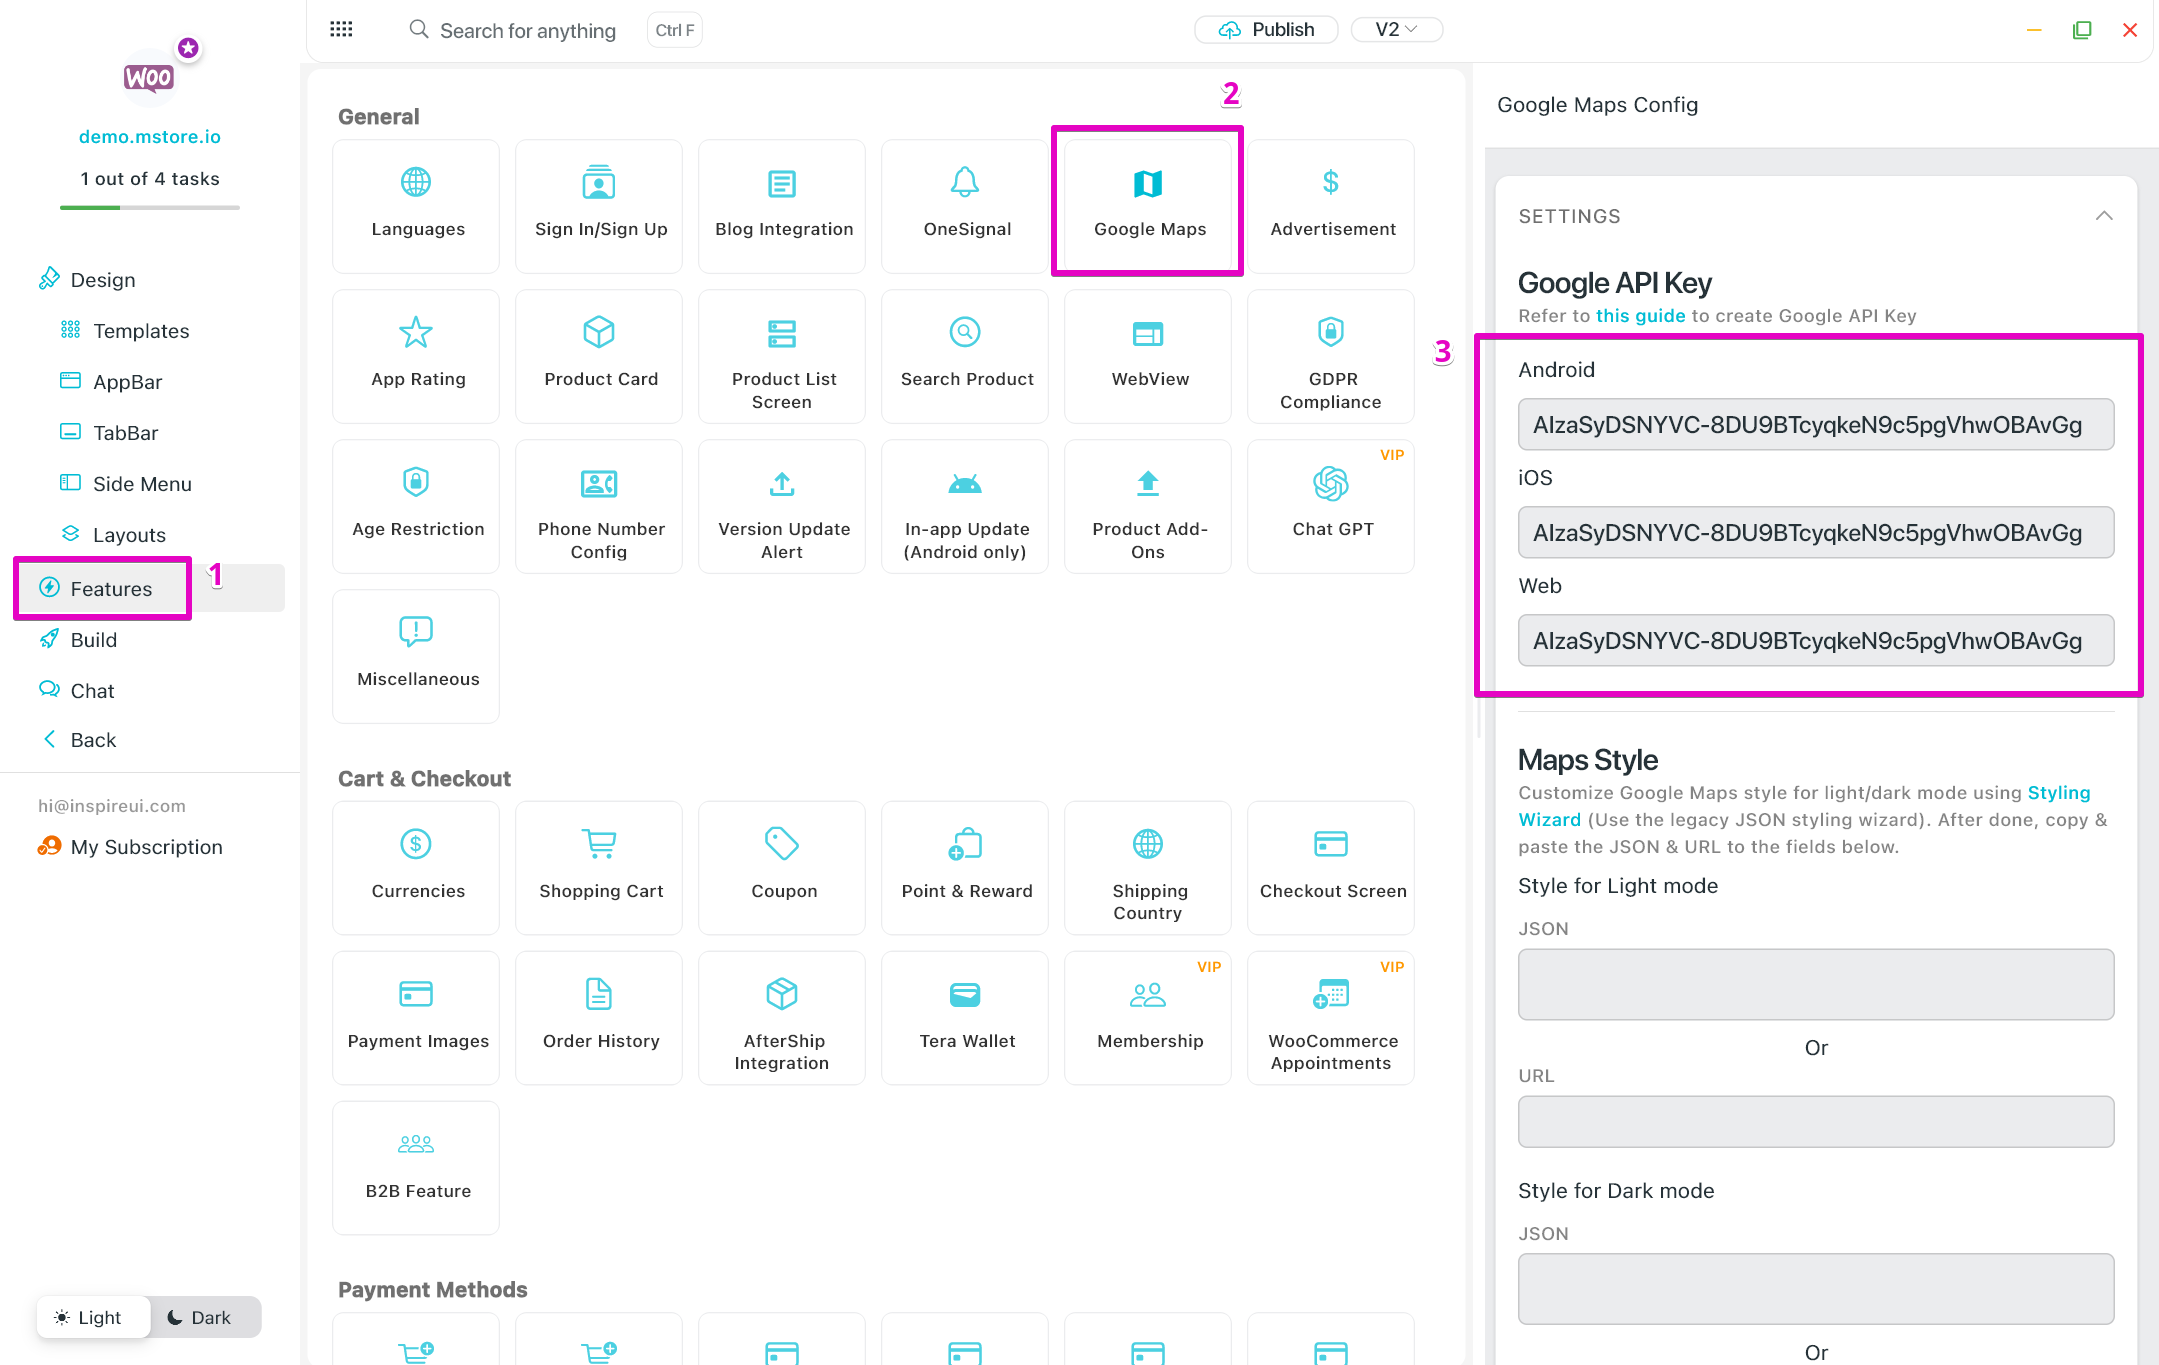 Search for anything
Ctrl F
Publish
V2
WOO
demo.mstore.io
1 out of 4 tasks
Design
Templates
AppBar
TabBar
Side Menu
Layouts
Features
1
Build
Chat
Back
hi@inspireui.com
My Subscription
Light
Dark
General
2
Languages
Sign In/Sign Up
Blog Integration
OneSignal
Google Maps
Advertisement
App Rating
Product Card
Product List
Screen
Search Product
WebView
GDPR
Compliance
Age Restriction
Phone Number
Config
Version Update
Alert
In-app Update
(Android only)
Product Add-
Ons
VIP
Chat GPT
Miscellaneous
Cart & Checkout
Currencies
Shopping Cart
Coupon
Point & Reward
Shipping
Country
Checkout Screen
Payment Images
Order History
AfterShip
Integration
Tera Wallet
VIP
Membership
VIP
WooCommerce
Appointments
B2B Feature
Payment Methods
Google Maps Config
SETTINGS
Google API Key
Refer to this guide to create Google API Key
3
Android
AIzaSyDSNYVC-8DU9BTcyqkeN9c5pgVhwOBAvGg
iOS
AIzaSyDSNYVC-8DU9BTcyqkeN9c5pgVhwOBAvGg
Web
AIzaSyDSNYVC-8DU9BTcyqkeN9c5pgVhwOBAvGg
Maps Style
Customize Google Maps style for light/dark mode using Styling
Wizard (Use the legacy JSON styling wizard). After done, copy &
paste the JSON & URL to the fields below.
Style for Light mode
JSON
Or
URL
Style for Dark mode
JSON
Or